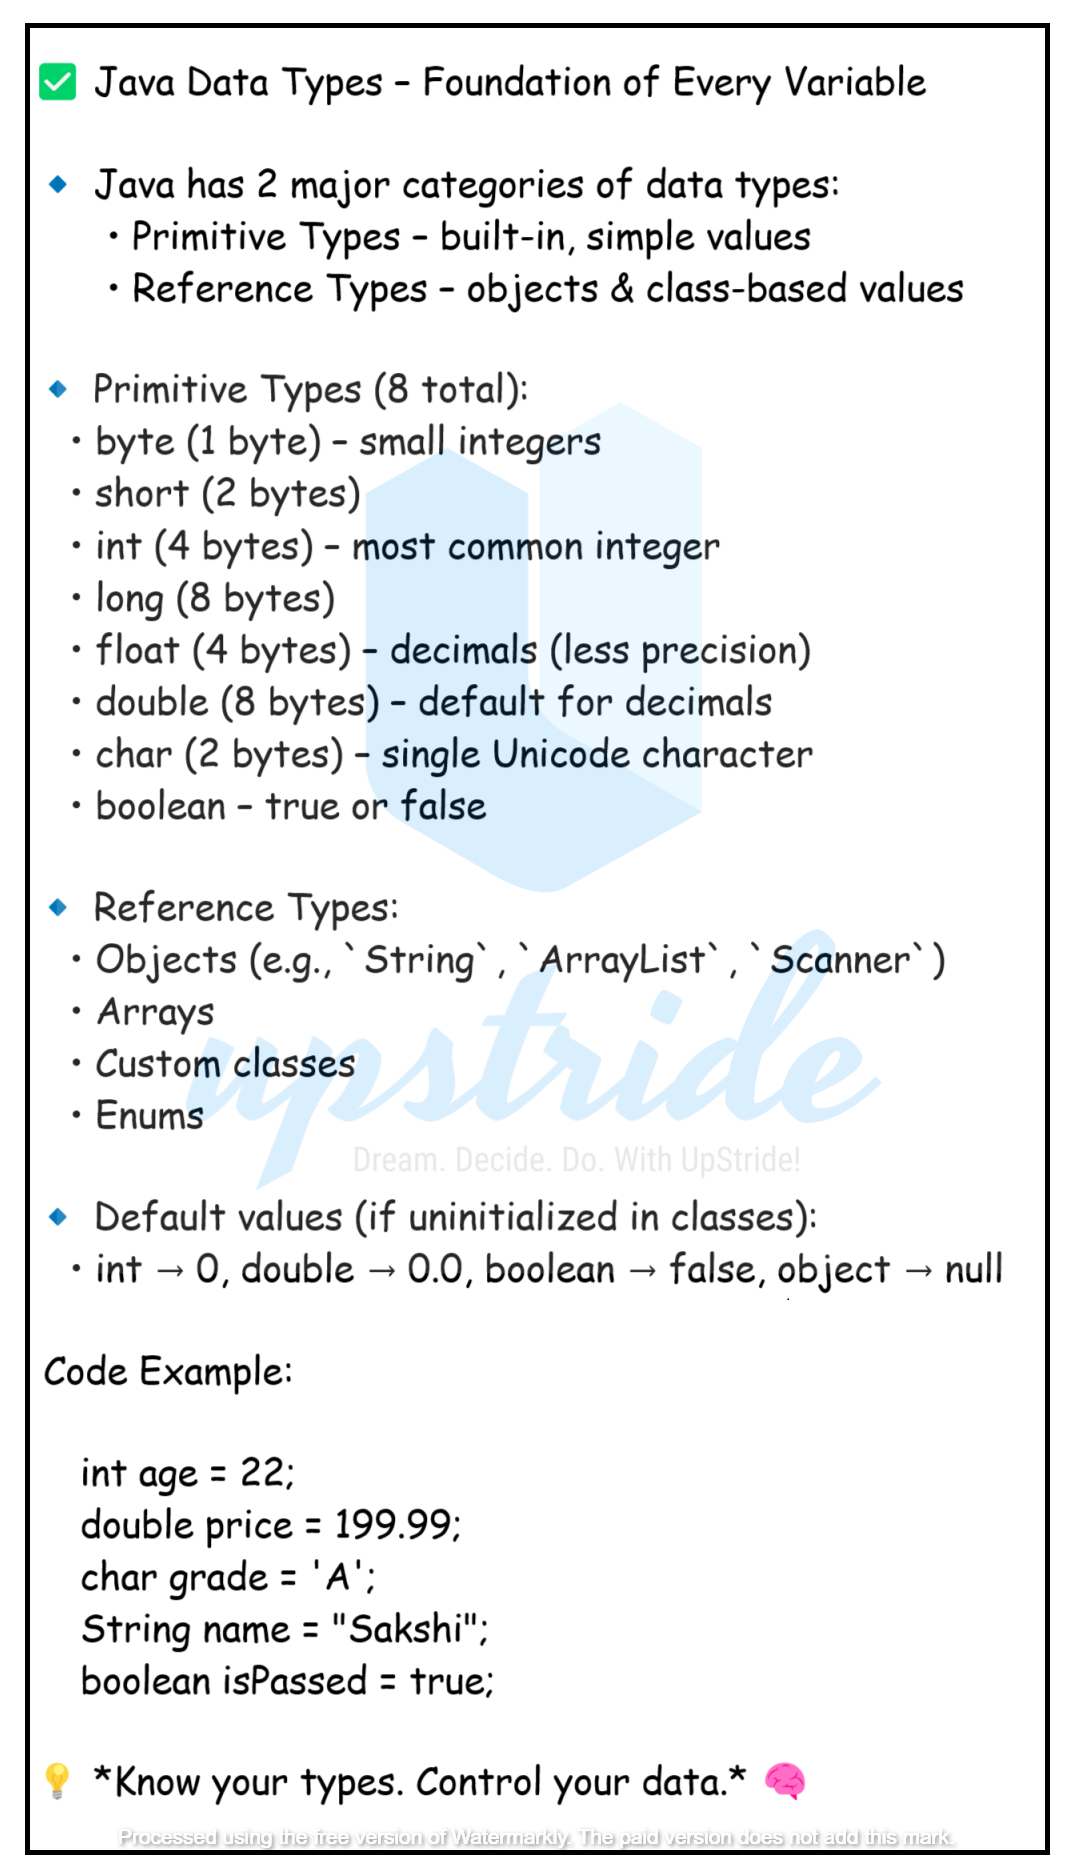 ✅ Java Data Types – Foundation of Every Variable
🔹 Java has 2 major categories of data types:
• Primitive Types – built-in, simple values
• Reference Types – objects & class-based values
🔹 Primitive Types (8 total):
• byte (1 byte) – small integers
• short (2 bytes)
• int (4 bytes) – most common integer
• long (8 bytes)
• float (4 bytes) – decimals (less precision)
• double (8 bytes) – default for decimals
• char (2 bytes) – single Unicode character
• boolean – true or false
🔹 Reference Types:
• Objects (e.g., `String`, `ArrayList`, `Scanner`)
• Arrays
• Custom classes
• Enums
upstride
Dream. Decide. Do. With UpStride!
🔹 Default values (if uninitialized in classes):
• int → 0, double → 0.0, boolean → false, object → null
Code Example:
int age = 22;
double price = 199.99;
char grade = 'A';
String name = "Sakshi";
boolean isPassed = true;
💡 *Know your types. Control your data.* 🧠
Processed using the free version of Watermarkly. The paid version does not add this mark.